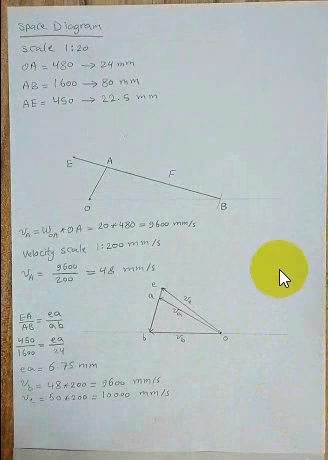 Space Diagram
Scale 1:20
OA = 480 → 24 mm
AB = 1600 → 80 mm
AE = 450 → 22.5 mm
E
A
F
O
B
VA = WOA * OA = 20 * 480 = 9600 mm/s
Velocity scale 1:200 mm/s
VA = 9600/200 = 48 mm/s
e
a
Ve
Va
b
Vb
o
EA/AB = ea/ab
450/1600 = ea/24
ea = 6.75 mm
Vb = 48*200 = 9600 mm/s
Ve = 50*200 = 10000 mm/s